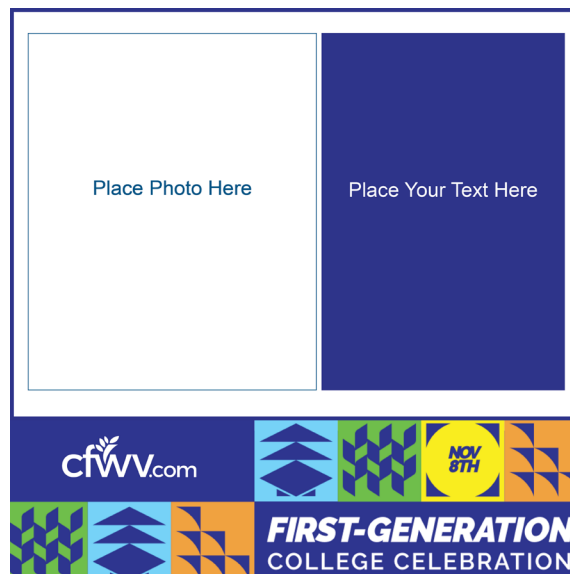 Place Photo Here
Place Your Text Here
cfwv.com
NOV
8TH
FIRST-GENERATION
COLLEGE CELEBRATION